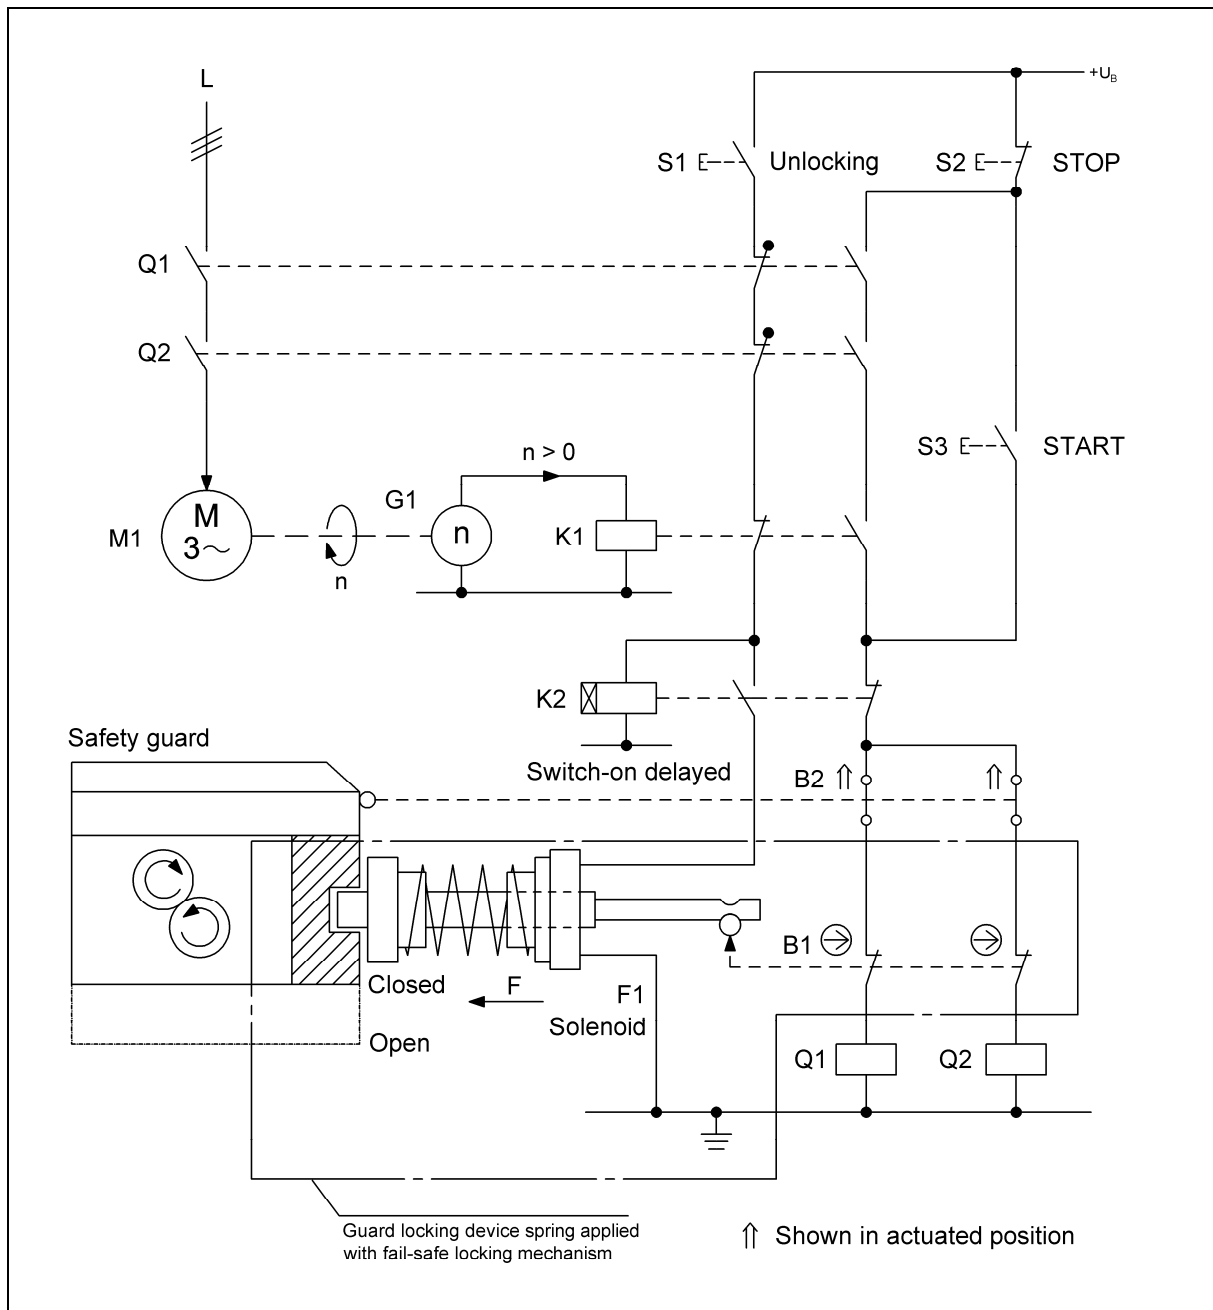 L
+UB
S1
Unlocking
S2
STOP
Q1
Q2
S3
START
n > 0
G1
M1
M
3~
n
n
K1
K2
Switch-on delayed
Safety guard
B2
B1
Closed
F
F1
Solenoid
Open
Q1
Q2
Guard locking device spring applied
with fail-safe locking mechanism
⇑ Shown in actuated position